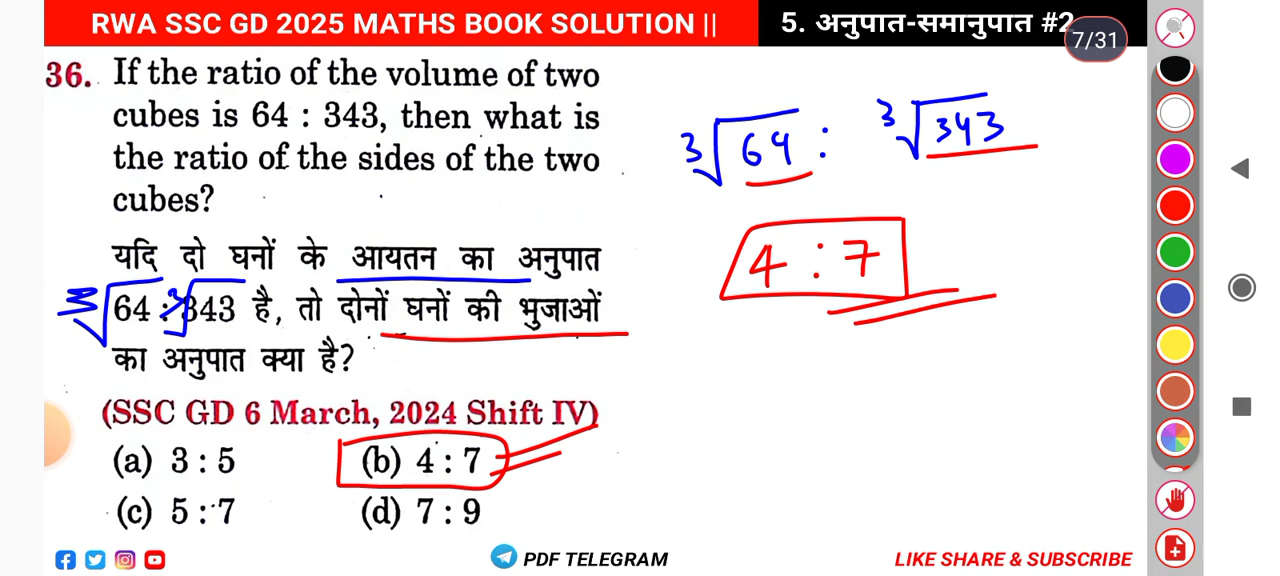 RWA SSC GD 2025 MATHS BOOK SOLUTION || 5. अनुपात-समानुपात #2
7/31
36. If the ratio of the volume of two
cubes is 64 : 343, then what is
the ratio of the sides of the two
cubes?
यदि दो घनों के आयतन का अनुपात
64 : 343 है, तो दोनों घनों की भुजाओं
का अनुपात क्या है?
(SSC GD 6 March, 2024 Shift IV)
(a) 3 : 5 (b) 4 : 7
(c) 5 : 7 (d) 7 : 9
3√64 : 3√343
4 : 7
PDF TELEGRAM
LIKE SHARE & SUBSCRIBE